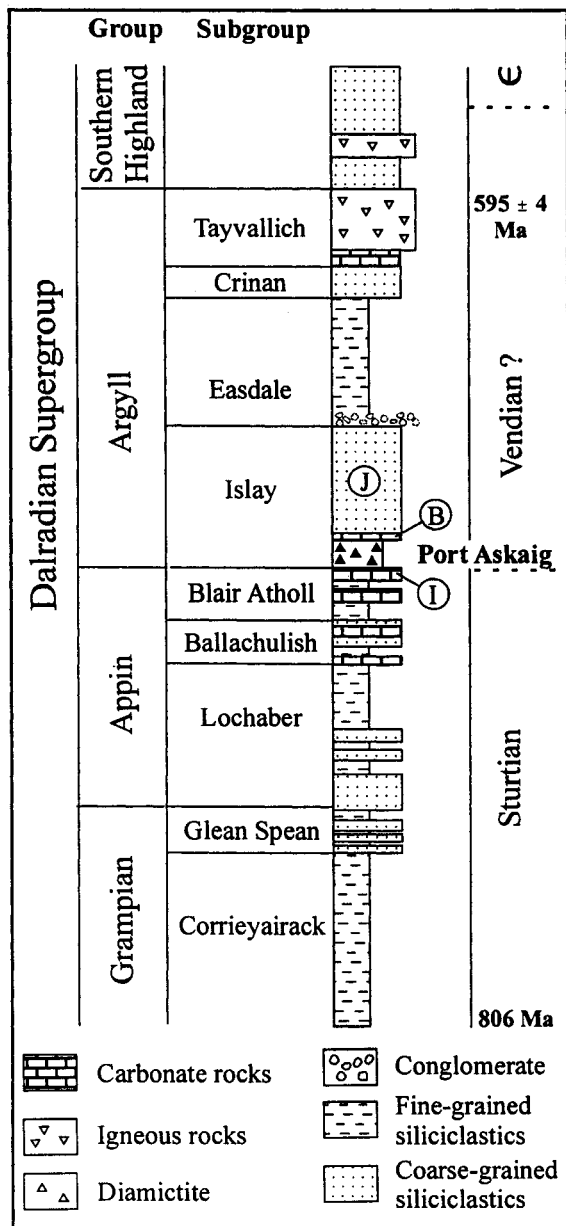 Group Subgroup
Є
Southern Highland
595 ± 4
Ma
Tayvallich
Crinan
Dalradian Supergroup
Argyll
Easdale
Vendian ?
Islay
J
B
Port Askaig
Blair Atholl
I
Ballachulish
Appin
Lochaber
Sturtian
Glean Spean
Grampian
Corrieyairack
806 Ma
Carbonate rocks
Igneous rocks
Diamictite
Conglomerate
Fine-grained
siliciclastics
Coarse-grained
siliciclastics